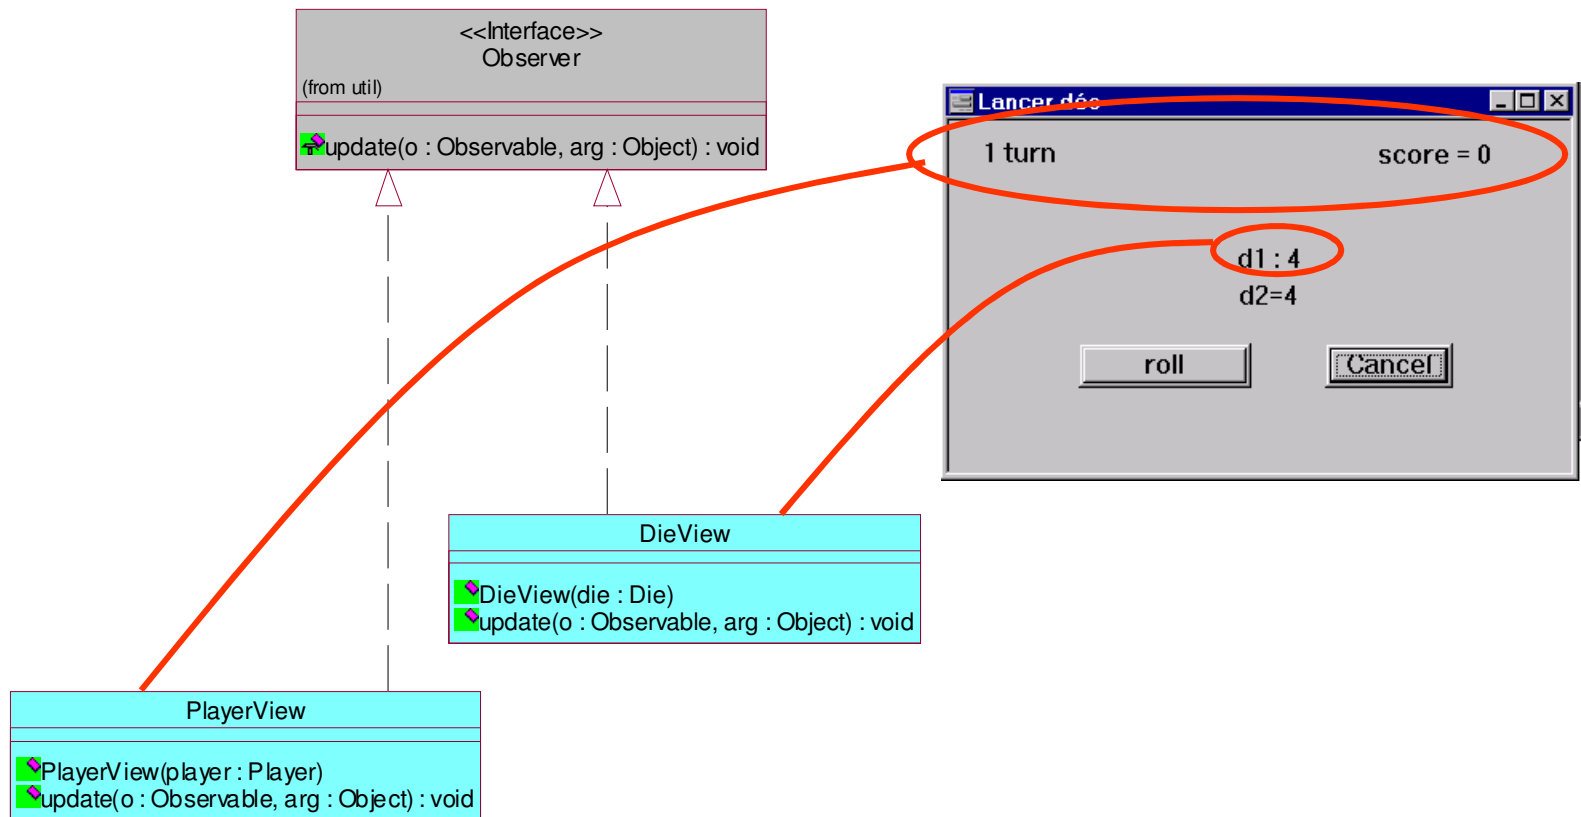 <<Interface>>
Observer
(from util)
update(o : Observable, arg : Object) : void
Lancer dés
1 turn
score = 0
d1 : 4
d2=4
roll
Cancel
DieView
DieView(die : Die)
update(o : Observable, arg : Object) : void
PlayerView
PlayerView(player : Player)
update(o : Observable, arg : Object) : void